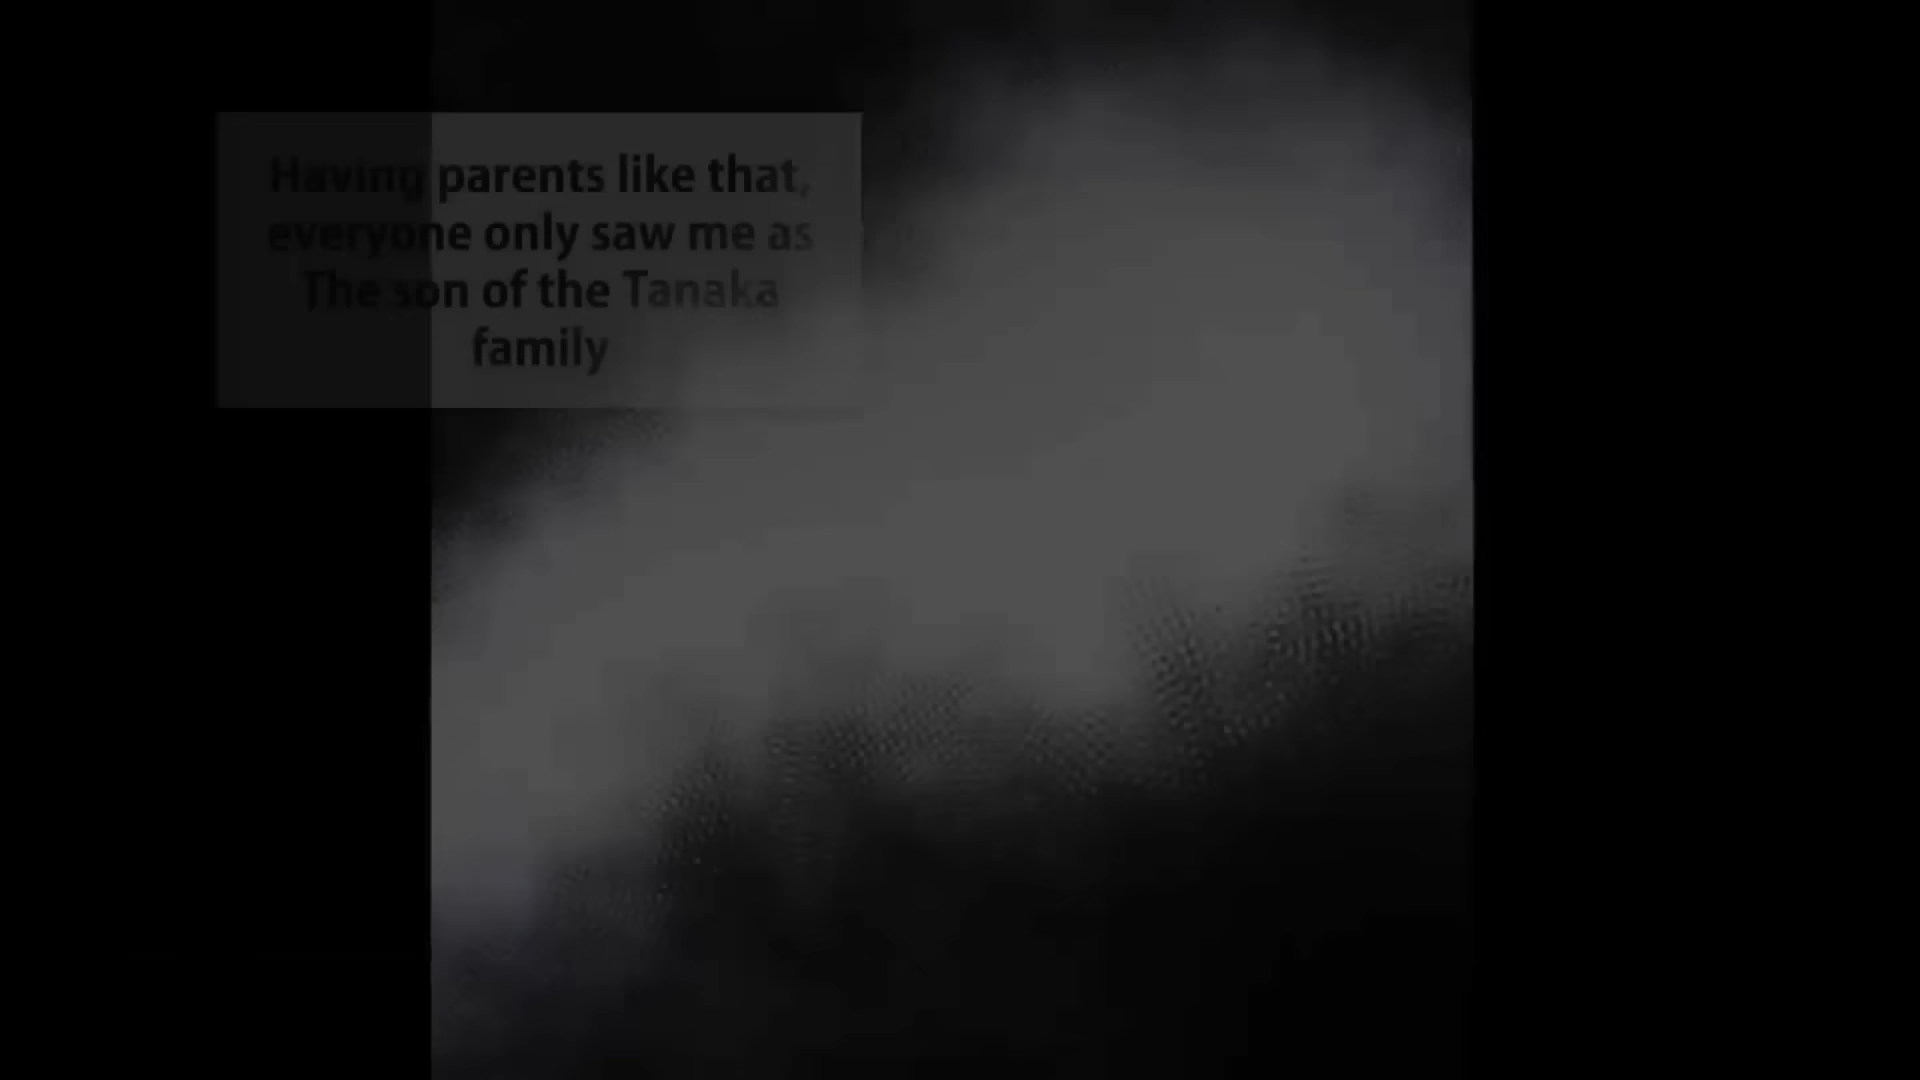 Having parents like that,
everyone only saw me as
The son of the Tanaka
family